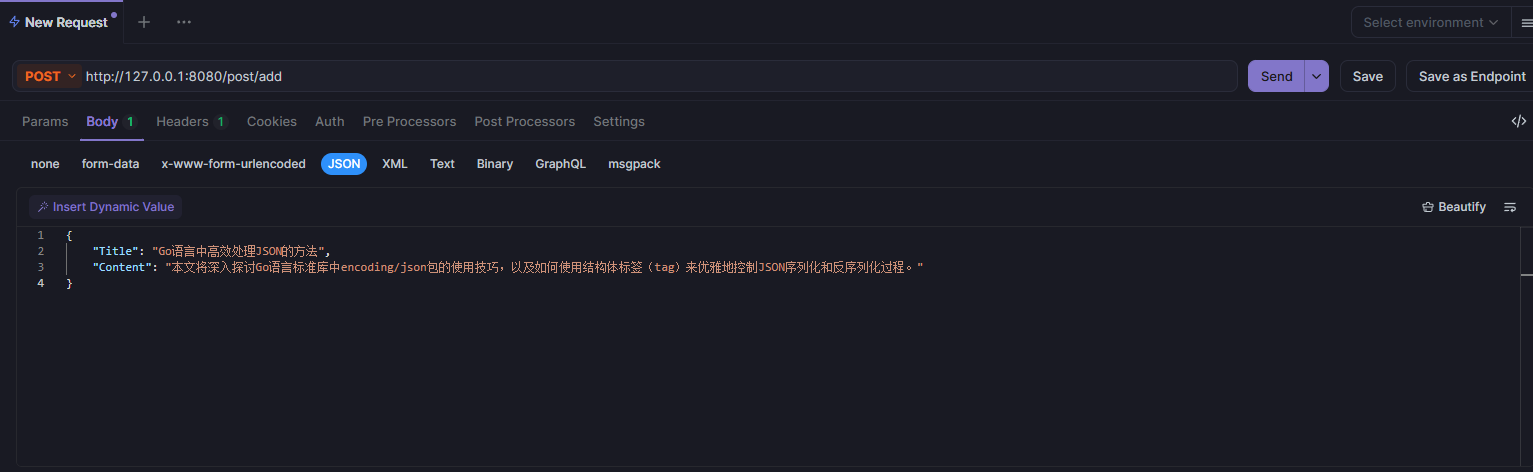 New Request
Select environment
POST http://127.0.0.1:8080/post/add Send Save Save as Endpoint
Params Body 1 Headers 1 Cookies Auth Pre Processors Post Processors Settings </>
none form-data x-www-form-urlencoded JSON XML Text Binary GraphQL msgpack
Insert Dynamic Value Beautify
1 {
2 "Title": "Go语言中高效处理JSON的方法",
3 "Content": "本文将深入探讨Go语言标准库中encoding/json包的使用技巧，以及如何使用结构体标签（tag）来优雅地控制JSON序列化和反序列化过程。"
4 }